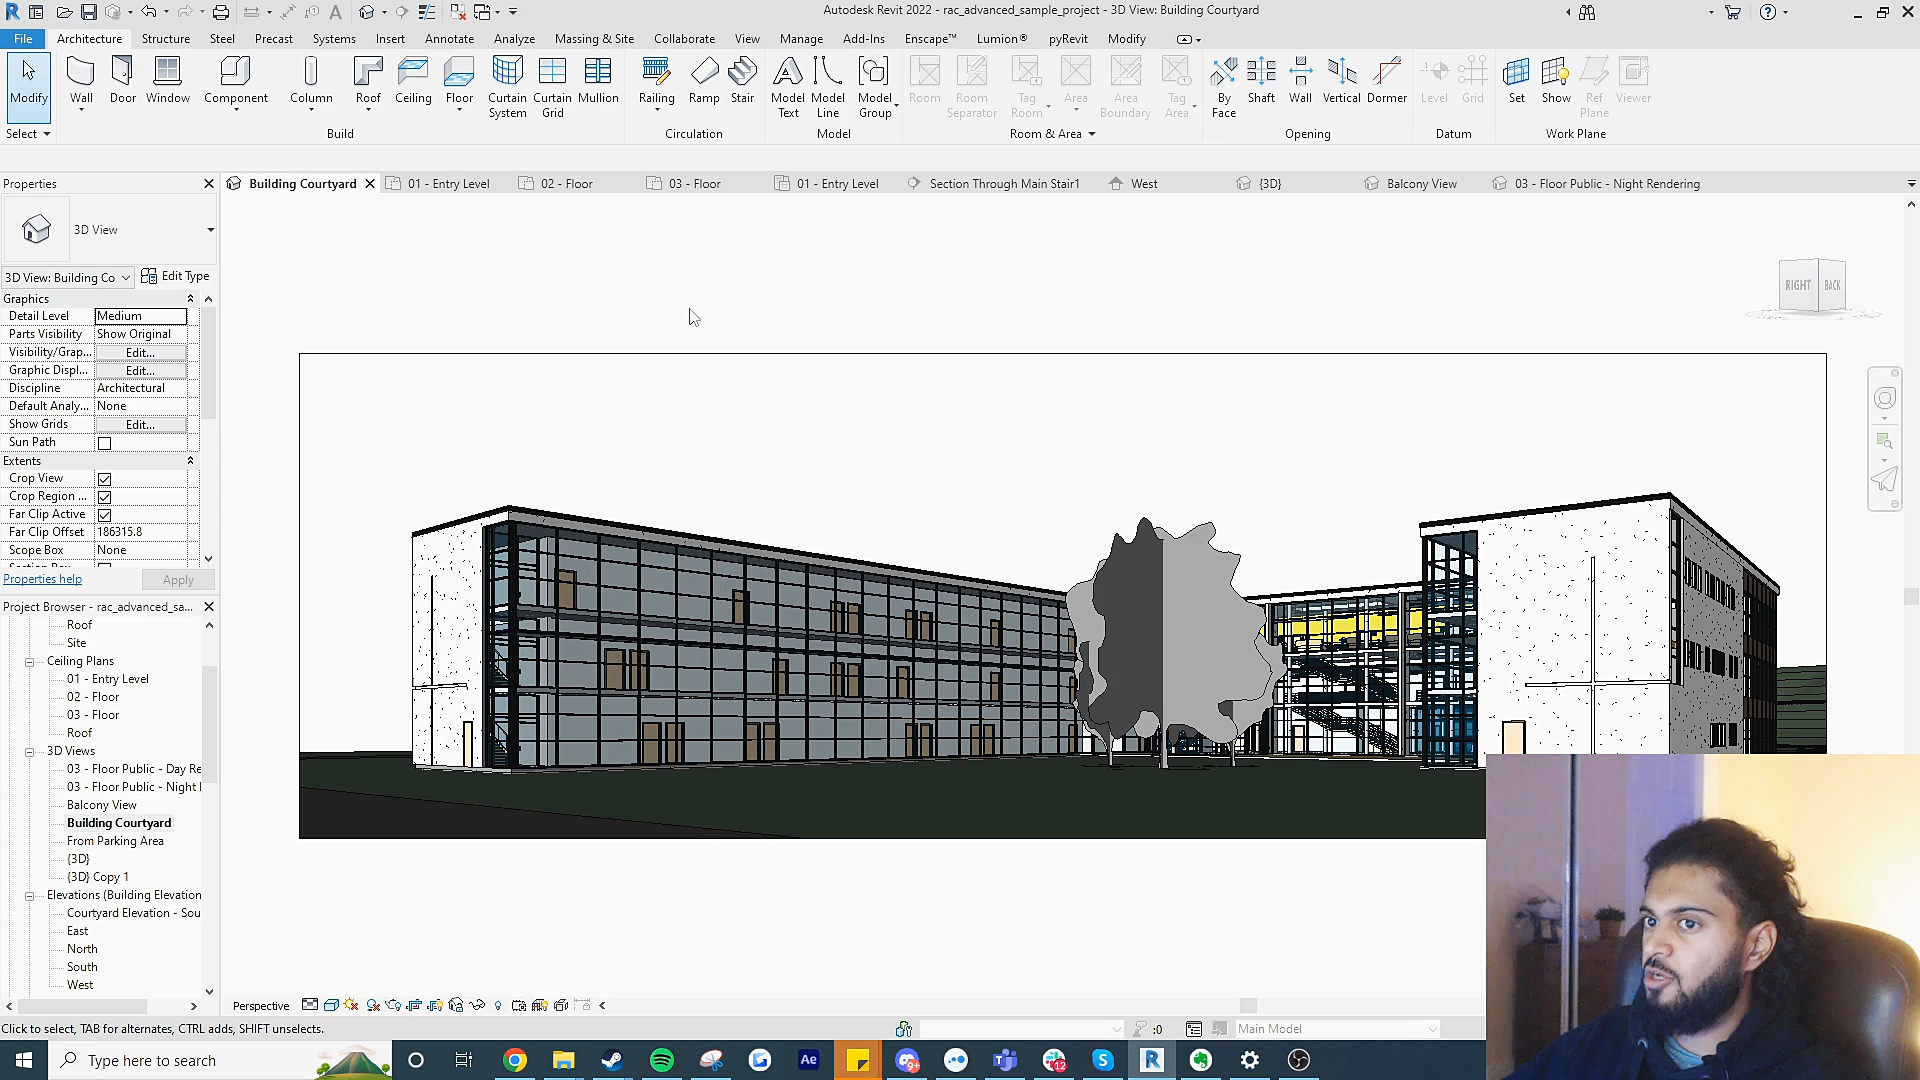 Autodesk Revit 2022 - rac_advanced_sample_project - 3D View: Building Courtyard
File Architecture Structure Steel Precast Systems Insert Annotate Analyze Massing & Site Collaborate View Manage Add-Ins Enscape™ Lumion® pyRevit Modify
Modify Wall Door Window Component Column Roof Ceiling Floor Curtain System Curtain Grid Mullion Railing Ramp Stair Model Text Model Line Model Group Room Room Separator Tag Room Area Area Boundary Tag Area By Face Shaft Wall Vertical Dormer Level Grid Set Show Ref Plane Viewer
Select Build Circulation Model Room & Area Opening Datum Work Plane
Properties
Building Courtyard 01 - Entry Level 02 - Floor 03 - Floor 01 - Entry Level Section Through Main Stair1 West {3D} Balcony View 03 - Floor Public - Night Rendering
3D View
3D View: Building Co Edit Type
Graphics
Detail Level Medium
Parts Visibility Show Original
Visibility/Grap... Edit...
Graphic Displ... Edit...
Discipline Architectural
Default Analy... None
Show Grids Edit...
Sun Path
Extents
Crop View
Crop Region ...
Far Clip Active
Far Clip Offset 186315.8
Scope Box None
Properties help Apply
RIGHT BACK
Project Browser - rac_advanced_sa...
Roof
Site
Ceiling Plans
01 - Entry Level
02 - Floor
03 - Floor
Roof
3D Views
03 - Floor Public - Day Re
03 - Floor Public - Night
Balcony View
Building Courtyard
From Parking Area
{3D}
{3D} Copy 1
Elevations (Building Elevation
Courtyard Elevation - Sou
East
North
South
West
Perspective
Click to select, TAB for alternates, CTRL adds, SHIFT unselects.
:0
Main Model
Type here to search
Ae
9+
12